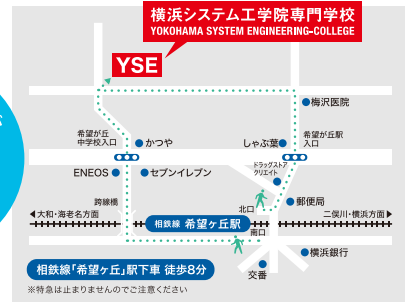 横浜システム工学院専門学校
YOKOHAMA SYSTEM ENGINEERING-COLLEGE
YSE
梅沢医院
希望が丘
中学校入口
かつや
しゃぶ葉
希望が丘駅
入口
ENEOS
セブンイレブン
ドラッグストア
クリエイト
跨線橋
北口
郵便局
大和・海老名方面
相鉄線 希望ヶ丘駅
二俣川・横浜方面
南口
横浜銀行
交番
相鉄線「希望ヶ丘」駅下車 徒歩8分
※特急は止まりませんのでご注意ください